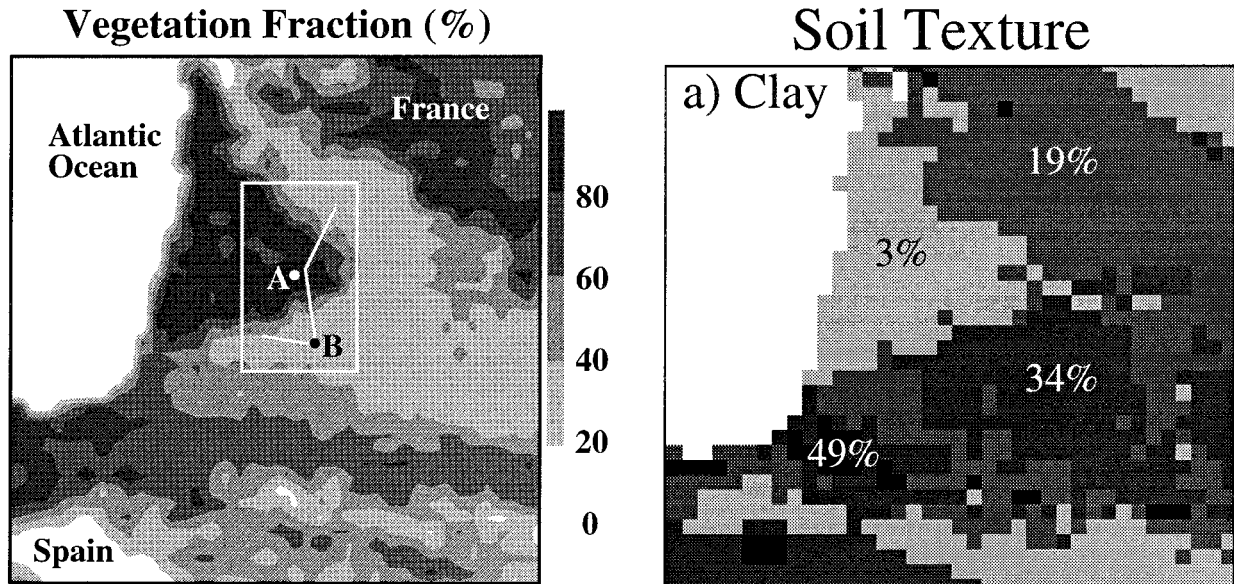 Vegetation Fraction (%)
Atlantic
Ocean
France
A
B
Spain
80
60
40
20
0
Soil Texture
a) Clay
19%
3%
34%
49%